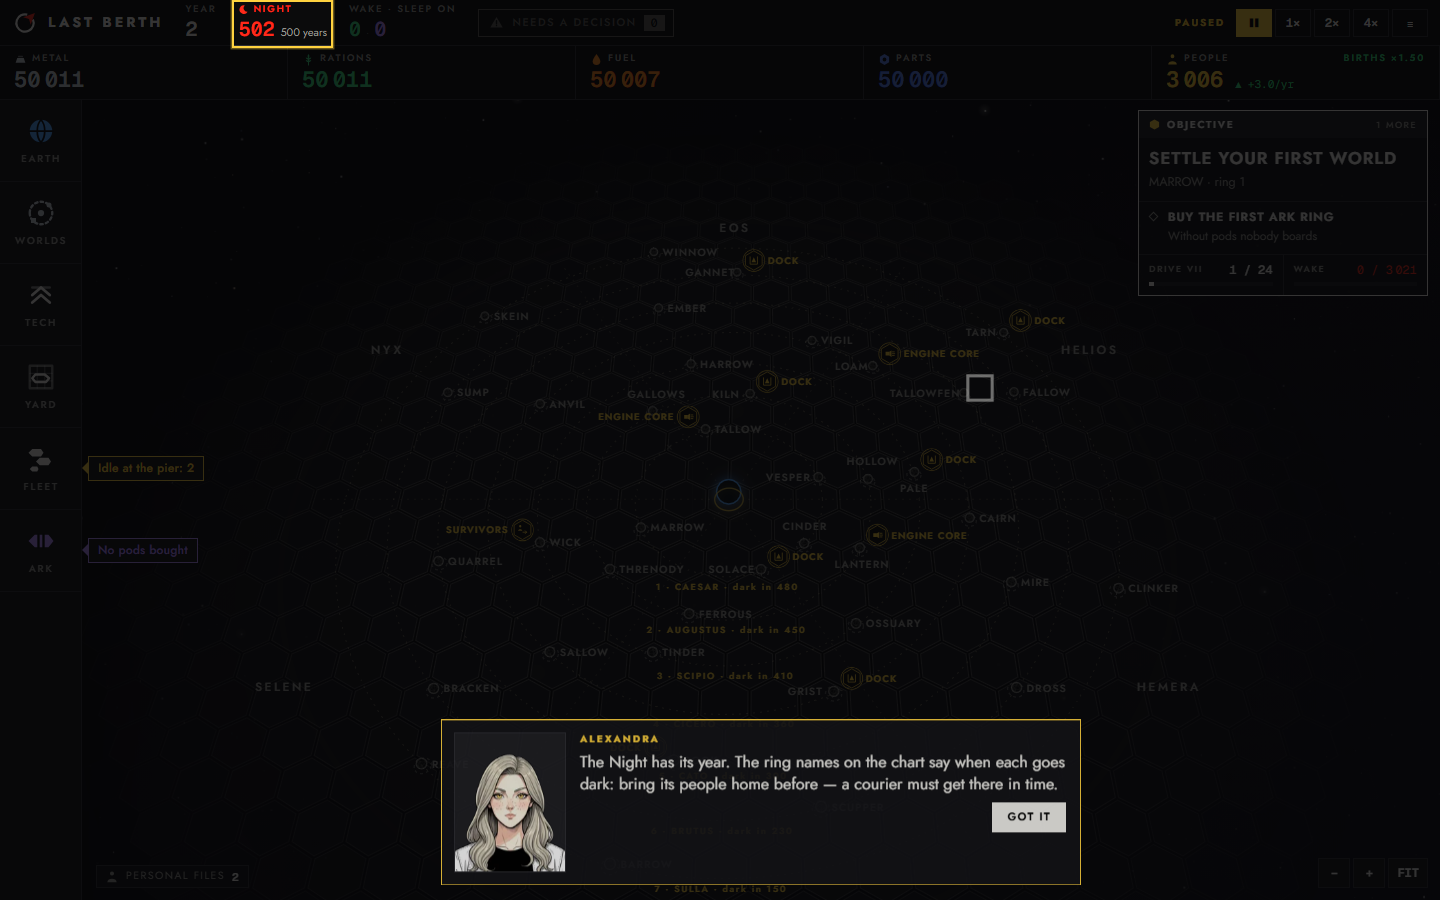 LAST BERTH
YEAR
2
NIGHT
502 500 years
WAKE · SLEEP ON
0 0
NEEDS A DECISION 0
PAUSED
1×
2×
4×
≡
METAL
50 011
RATIONS
50 011
FUEL
50 007
PARTS
50 000
PEOPLE
3 006 ▲ +3.0/yr
BIRTHS ×1.50
EARTH
WORLDS
TECH
YARD
FLEET
ARK
Idle at the pier: 2
No pods bought
OBJECTIVE
1 MORE
SETTLE YOUR FIRST WORLD
MARROW · ring 1
BUY THE FIRST ARK RING
Without pods nobody boards
DRIVE VII 1 / 24
WAKE 0 / 3 021
EOS
WINNOW
DOCK
GANNET
EMBER
SKEIN
TARN
DOCK
VIGIL
NYX
HELIOS
ENGINE CORE
HARROW
LOAM
DOCK
SUMP
GALLOWS
KILN
TALLOWFEN
FALLOW
ANVIL
ENGINE CORE
TALLOW
HOLLOW
DOCK
VESPER
PALE
SURVIVORS
MARROW
CINDER
CAIRN
WICK
ENGINE CORE
QUARREL
THRENODY
SOLACE
DOCK
LANTERN
1 · CAESAR · dark in 480
MIRE
CLINKER
FERROUS
2 · AUGUSTUS · dark in 450
OSSUARY
SALLOW
TINDER
3 · SCIPIO · dark in 410
DOCK
SELENE
BRACKEN
GRIST
DROSS
HEMERA
ALEXANDRA
The Night has its year. The ring names on the chart say when each goes
dark: bring its people home before — a courier must get there in time.
GOT IT
PERSONAL FILES 2
7 · SULLA · dark in 150
−
+
FIT